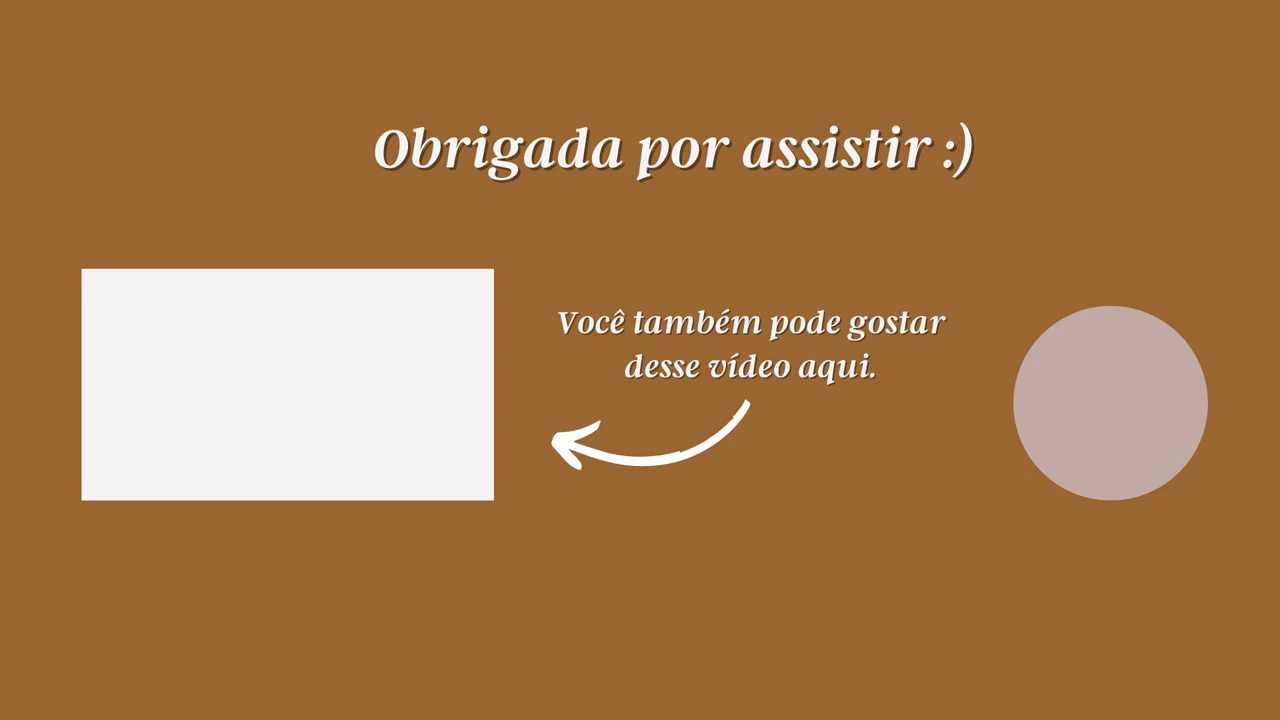 Obrigada por assistir :)
Você também pode gostar
desse vídeo aqui.